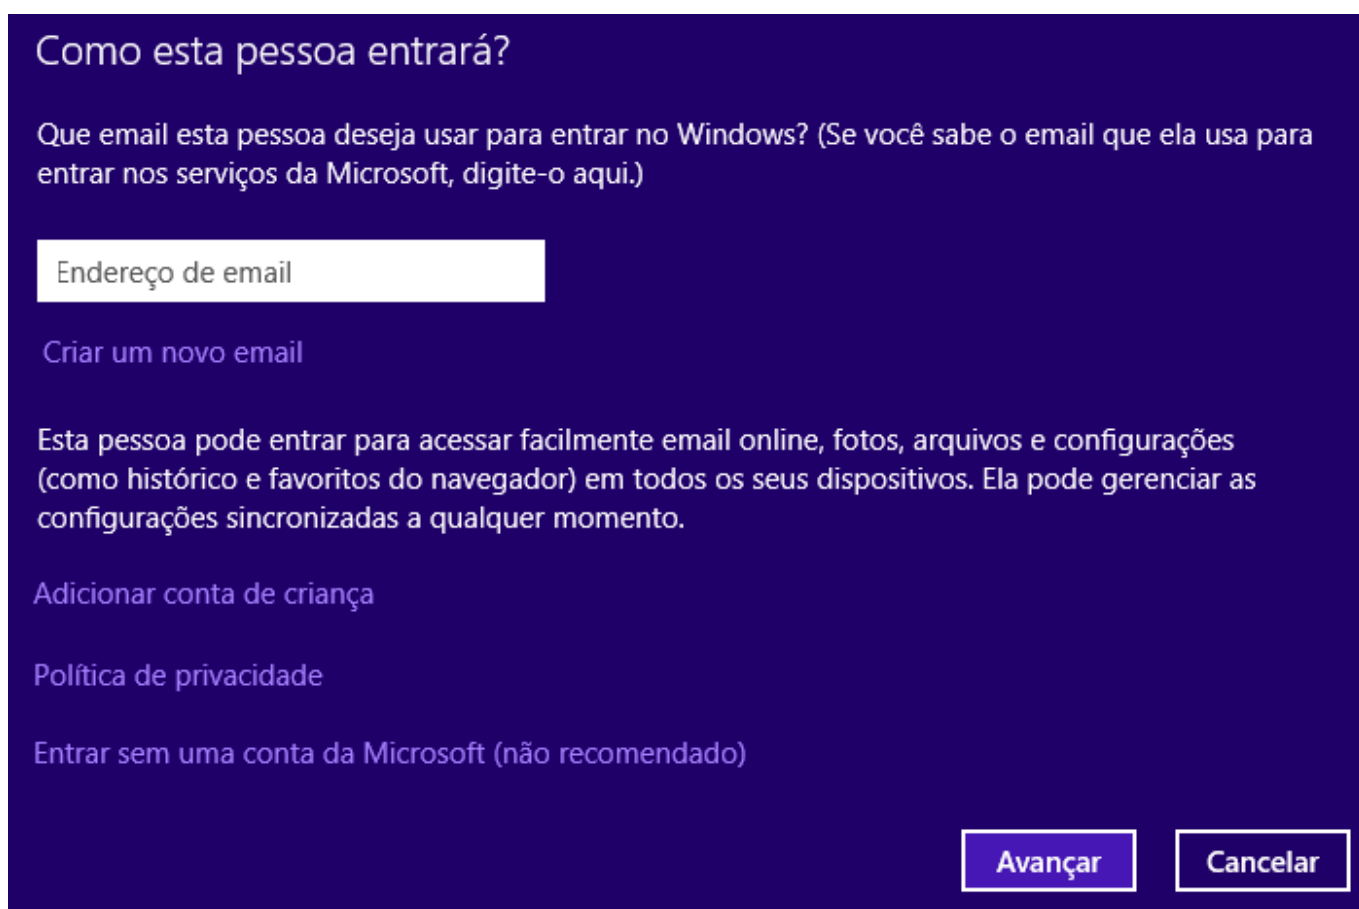 Como esta pessoa entrará?
Que email esta pessoa deseja usar para entrar no Windows? (Se você sabe o email que ela usa para
entrar nos serviços da Microsoft, digite-o aqui.)
Endereço de email
Criar um novo email
Esta pessoa pode entrar para acessar facilmente email online, fotos, arquivos e configurações
(como histórico e favoritos do navegador) em todos os seus dispositivos. Ela pode gerenciar as
configurações sincronizadas a qualquer momento.
Adicionar conta de criança
Política de privacidade
Entrar sem uma conta da Microsoft (não recomendado)
Avançar Cancelar